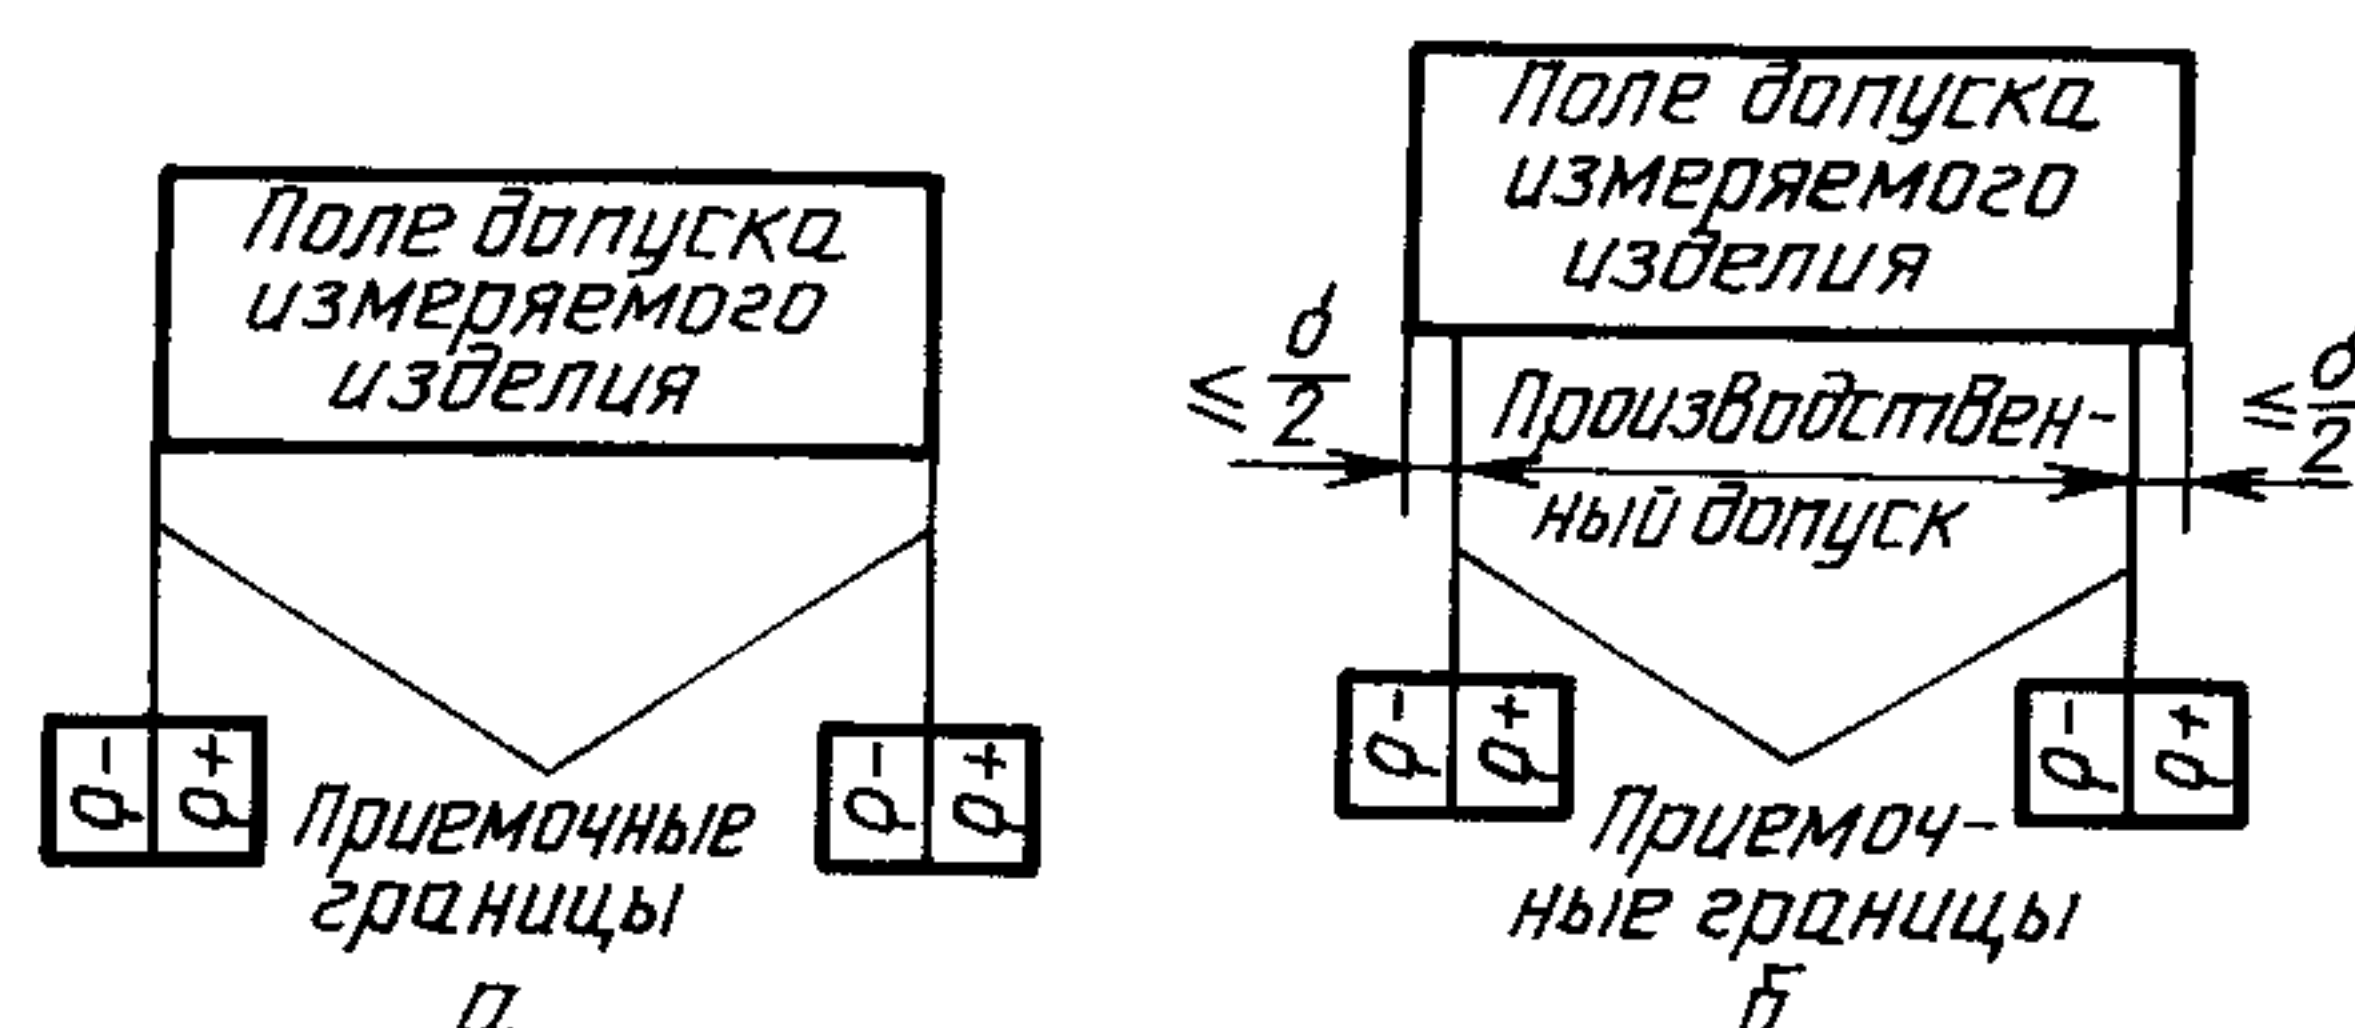 Поле допуска
измеряемого
изделия
- +
δ δ
- +
δ δ
Приемочные
границы
а
Поле допуска
измеряемого
изделия
≤ δ/2
≤ δ/2
Производствен-
ный допуск
- +
δ δ
- +
δ δ
Приемоч-
ные границы
б